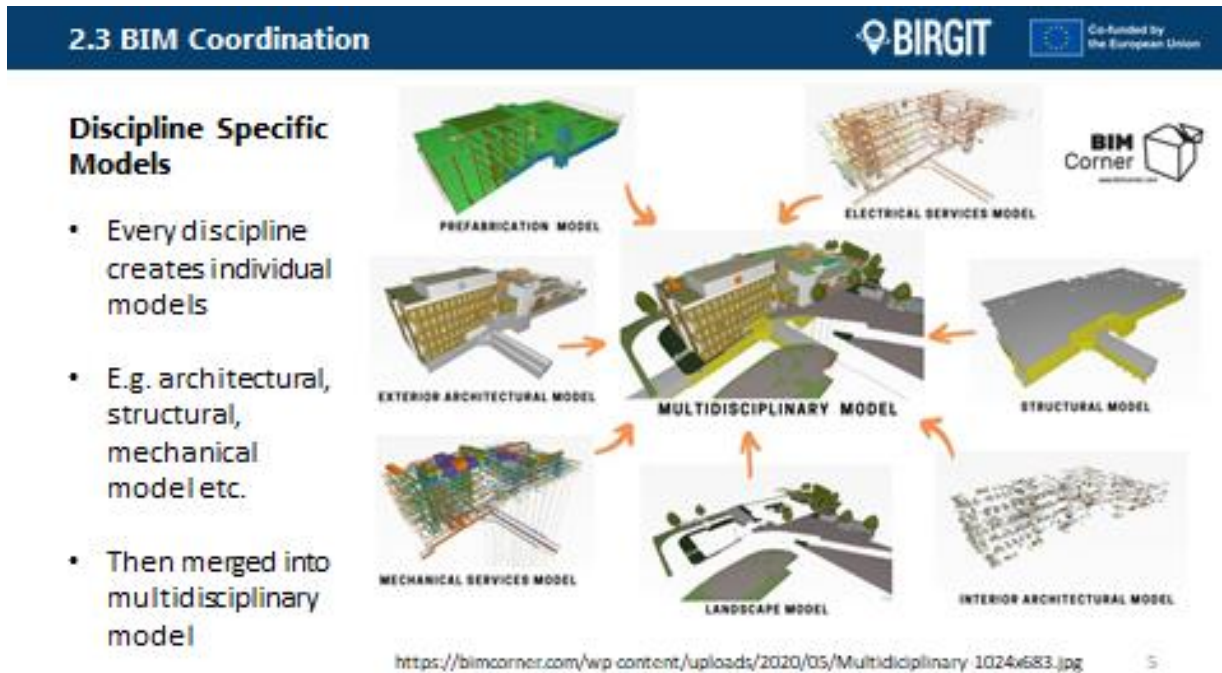 2.3 BIM Coordination
BIRGIT
Co-funded by
the European Union
Discipline Specific
Models
• Every discipline
creates individual
models
• E.g. architectural,
structural,
mechanical
model etc.
• Then merged into
multidisciplinary
model
BIM
Corner
PREFABRICATION MODEL
ELECTRICAL SERVICES MODEL
EXTERIOR ARCHITECTURAL MODEL
MULTIDISCIPLINARY MODEL
STRUCTURAL MODEL
MECHANICAL SERVICES MODEL
LANDSCAPE MODEL
INTERIOR ARCHITECTURAL MODEL
https://bimcorner.com/wp-content/uploads/2020/05/Multidiciplinary-1024x683.jpg
5